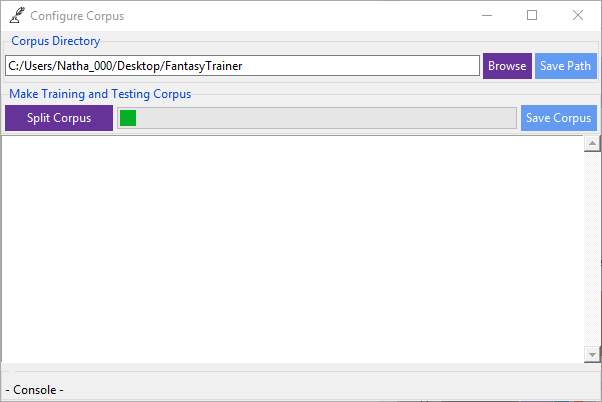 Configure Corpus
Corpus Directory
C:/Users/Natha_000/Desktop/FantasyTrainer
Browse
Save Path
Make Training and Testing Corpus
Split Corpus
Save Corpus
- Console -